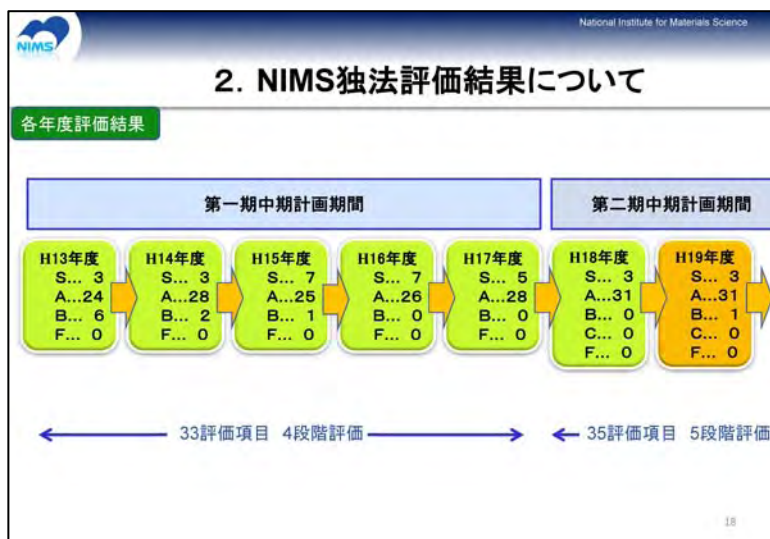 National Institute for Materials Science
NIMS
2．NIMS独法評価結果について
各年度評価結果
第一期中期計画期間
第二期中期計画期間
H13年度
S… 3
A…24
B… 6
F… 0
H14年度
S… 3
A…28
B… 2
F… 0
H15年度
S… 7
A…25
B… 1
F… 0
H16年度
S… 7
A…26
B… 0
F… 0
H17年度
S… 5
A…28
B… 0
F… 0
H18年度
S… 3
A…31
B… 0
C… 0
F… 0
H19年度
S… 3
A…31
B… 1
C… 0
F… 0
33評価項目　4段階評価
35評価項目　5段階評価
18